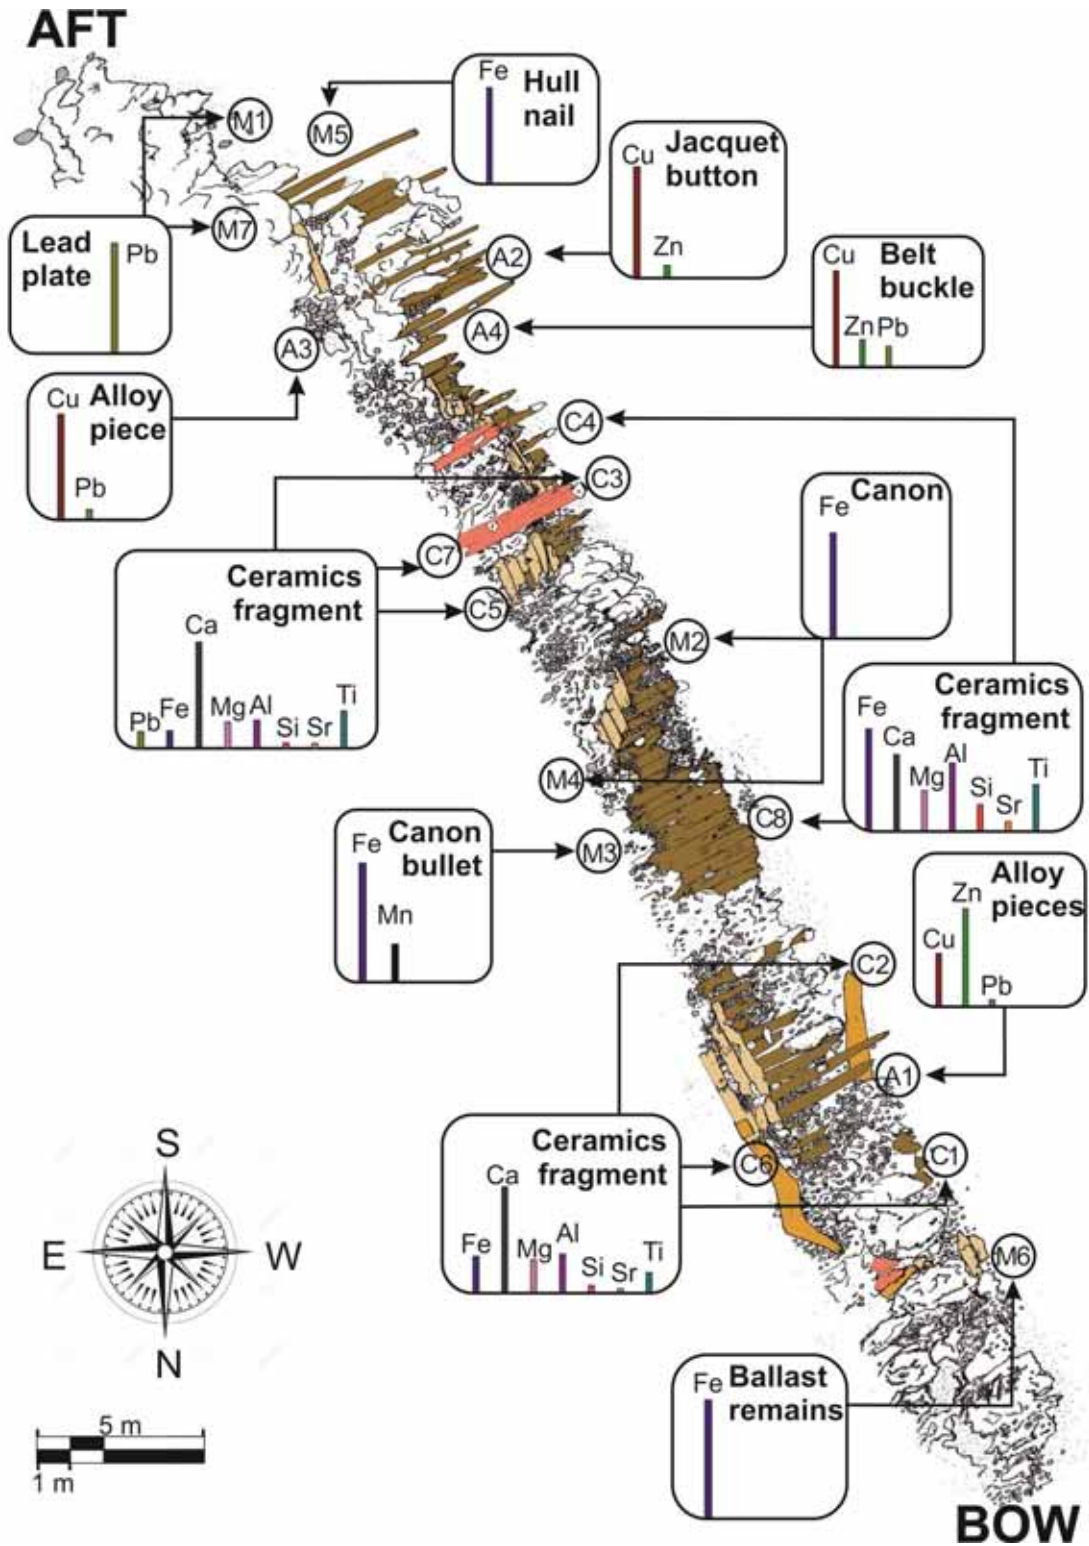 AFT
Fe Hull
nail
M1
M5
Cu Jacquet
button
Zn
Lead
plate
Pb
M7
A2
Cu Belt
buckle
Zn Pb
A4
A3
Cu Alloy
piece
Pb
C4
C3
Canon
Fe
C7
Ceramics
fragment
C5
Ca
Pb Fe Mg Al Si Sr Ti
M2
Ceramics
fragment
Fe Ca Mg Al Si Sr Ti
M4
C8
Fe Canon
bullet
Mn
M3
Alloy
pieces
Zn
Cu
Pb
C2
A1
Ceramics
fragment
Ca
Fe Mg Al Si Sr Ti
C6
C1
S
E W
N
M6
Fe Ballast
remains
5 m
1 m
BOW